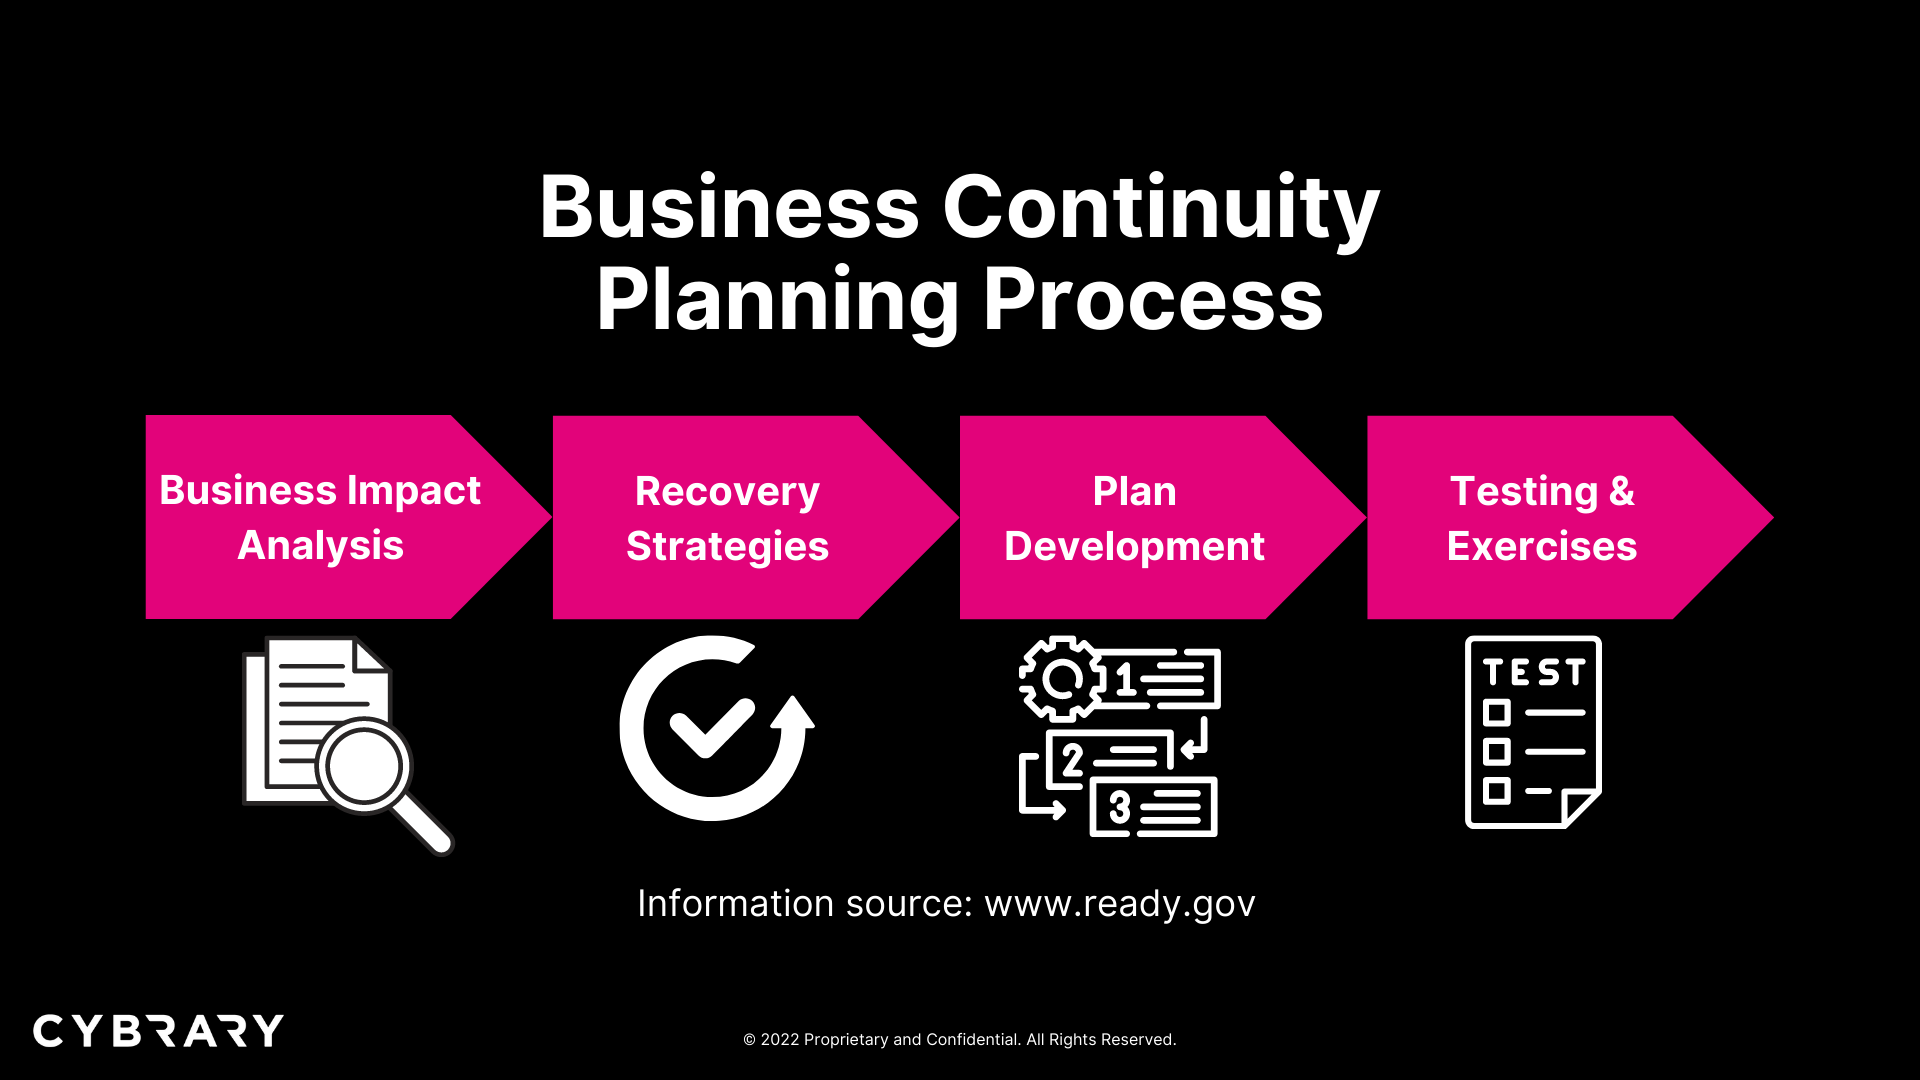 Business Continuity
Planning Process
Business Impact
Analysis
Recovery
Strategies
Plan
Development
Testing &
Exercises
1
2
3
TEST
Information source: www.ready.gov
CYBRARY
© 2022 Proprietary and Confidential. All Rights Reserved.